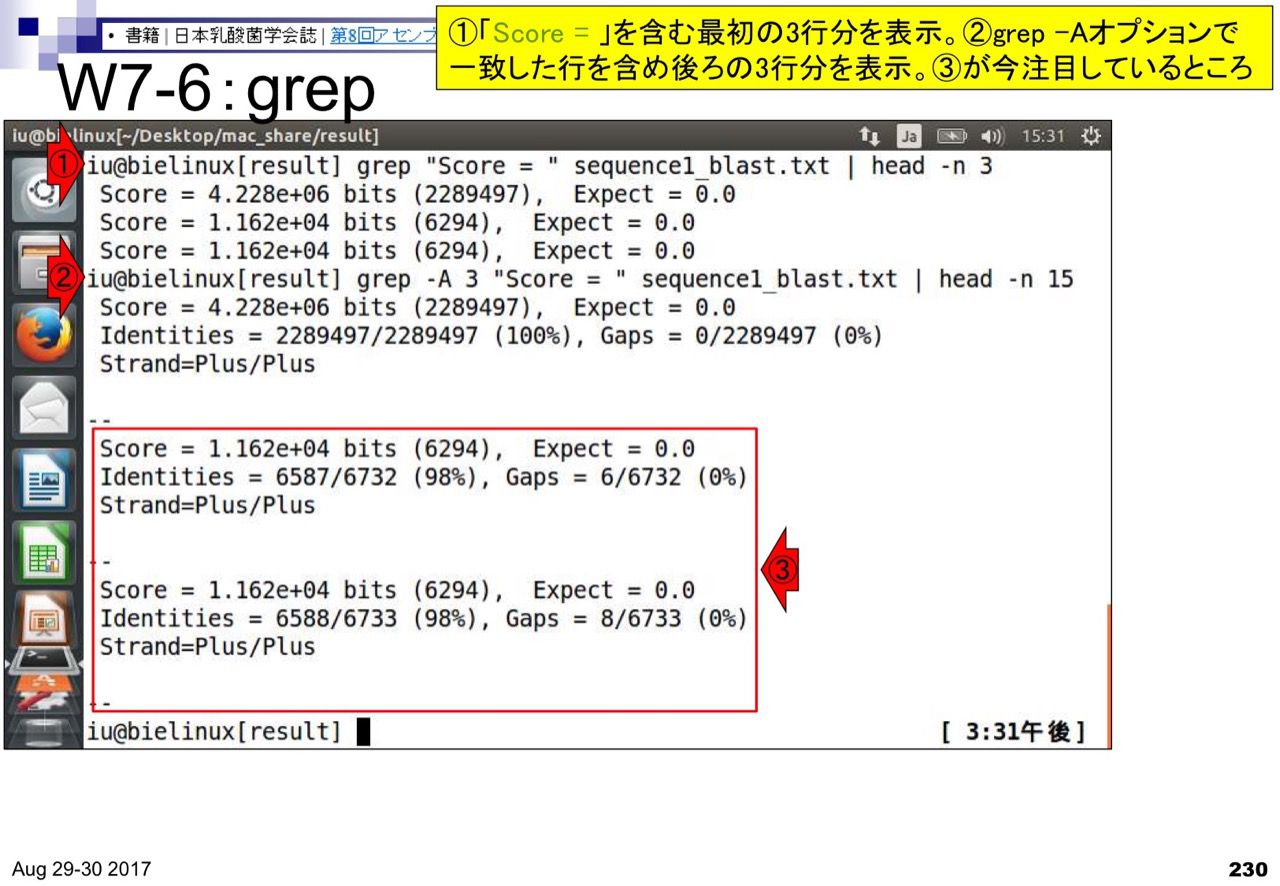 • 書籍 | 日本乳酸菌学会誌 | 第8回アセンブ
①「Score = 」を含む最初の3行分を表示。②grep -Aオプションで
一致した行を含め後ろの3行分を表示。③が今注目しているところ
W7-6：grep
iu@bielinux[~/Desktop/mac_share/result]
Ja
15:31
①
iu@bielinux[result] grep "Score = " sequence1_blast.txt | head -n 3
Score = 4.228e+06 bits (2289497),  Expect = 0.0
Score = 1.162e+04 bits (6294),  Expect = 0.0
Score = 1.162e+04 bits (6294),  Expect = 0.0
②
iu@bielinux[result] grep -A 3 "Score = " sequence1_blast.txt | head -n 15
Score = 4.228e+06 bits (2289497),  Expect = 0.0
Identities = 2289497/2289497 (100%), Gaps = 0/2289497 (0%)
Strand=Plus/Plus
--
Score = 1.162e+04 bits (6294),  Expect = 0.0
Identities = 6587/6732 (98%), Gaps = 6/6732 (0%)
Strand=Plus/Plus
--
③
Score = 1.162e+04 bits (6294),  Expect = 0.0
Identities = 6588/6733 (98%), Gaps = 8/6733 (0%)
Strand=Plus/Plus
--
iu@bielinux[result]
[ 3:31午後]
Aug 29-30 2017
230